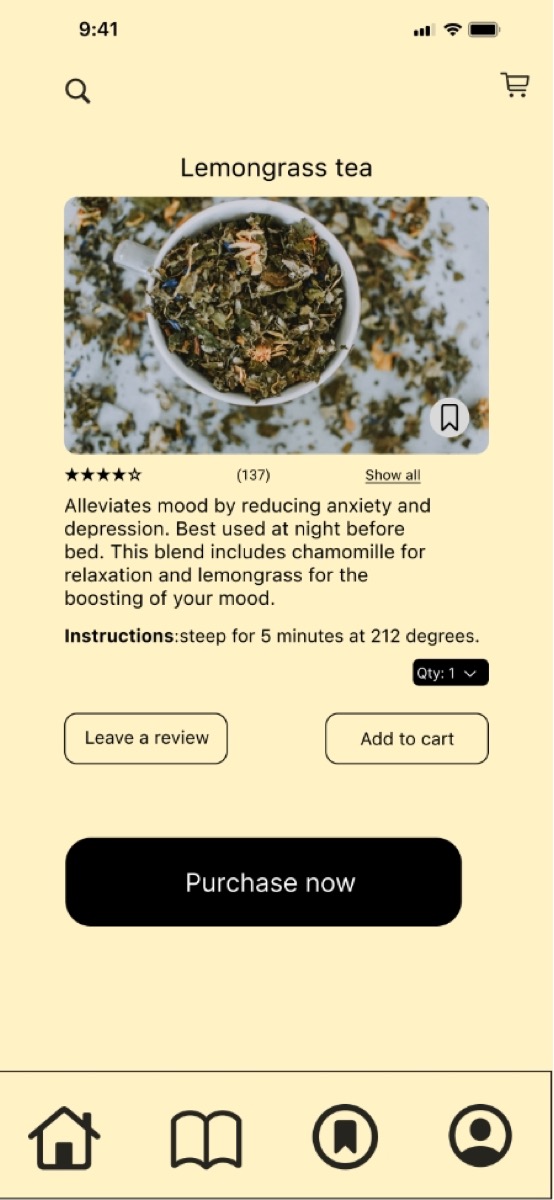 9:41
Lemongrass tea
★★★★☆ (137) Show all
Alleviates mood by reducing anxiety and
depression. Best used at night before
bed. This blend includes chamomille for
relaxation and lemongrass for the
boosting of your mood.
Instructions:steep for 5 minutes at 212 degrees.
Qty: 1
Leave a review Add to cart
Purchase now